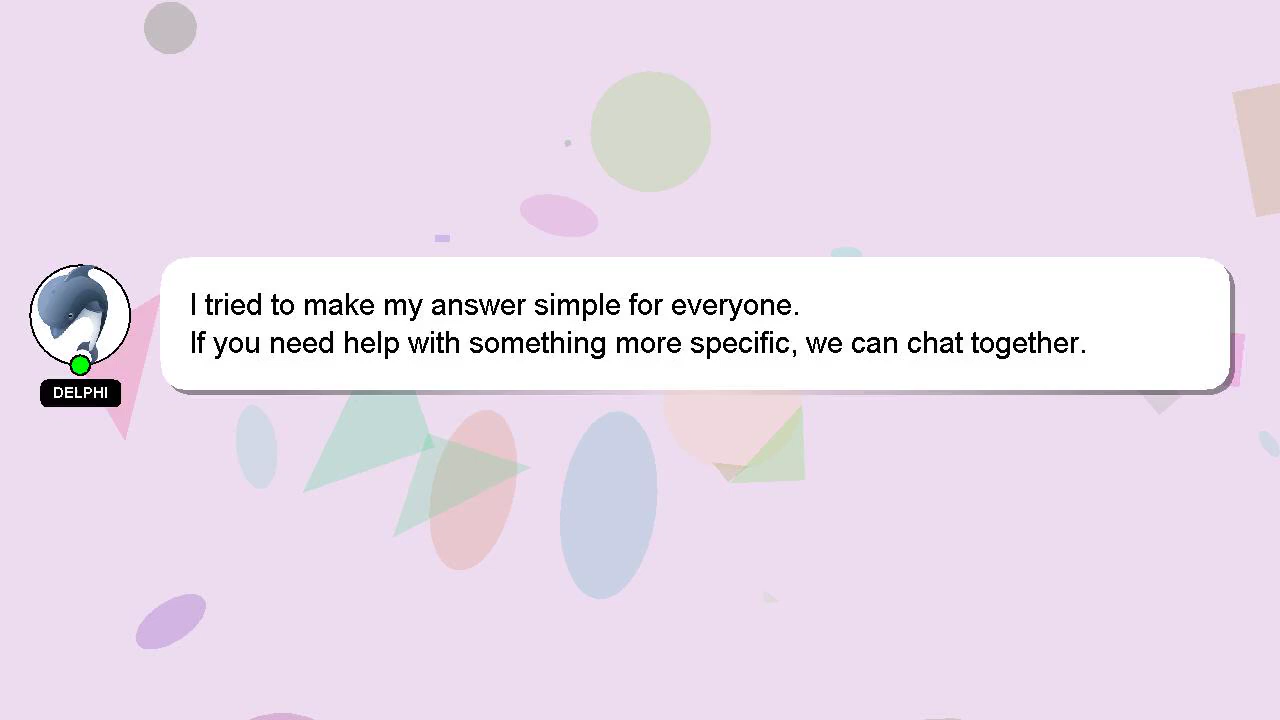 I tried to make my answer simple for everyone.
If you need help with something more specific, we can chat together.
DELPHI